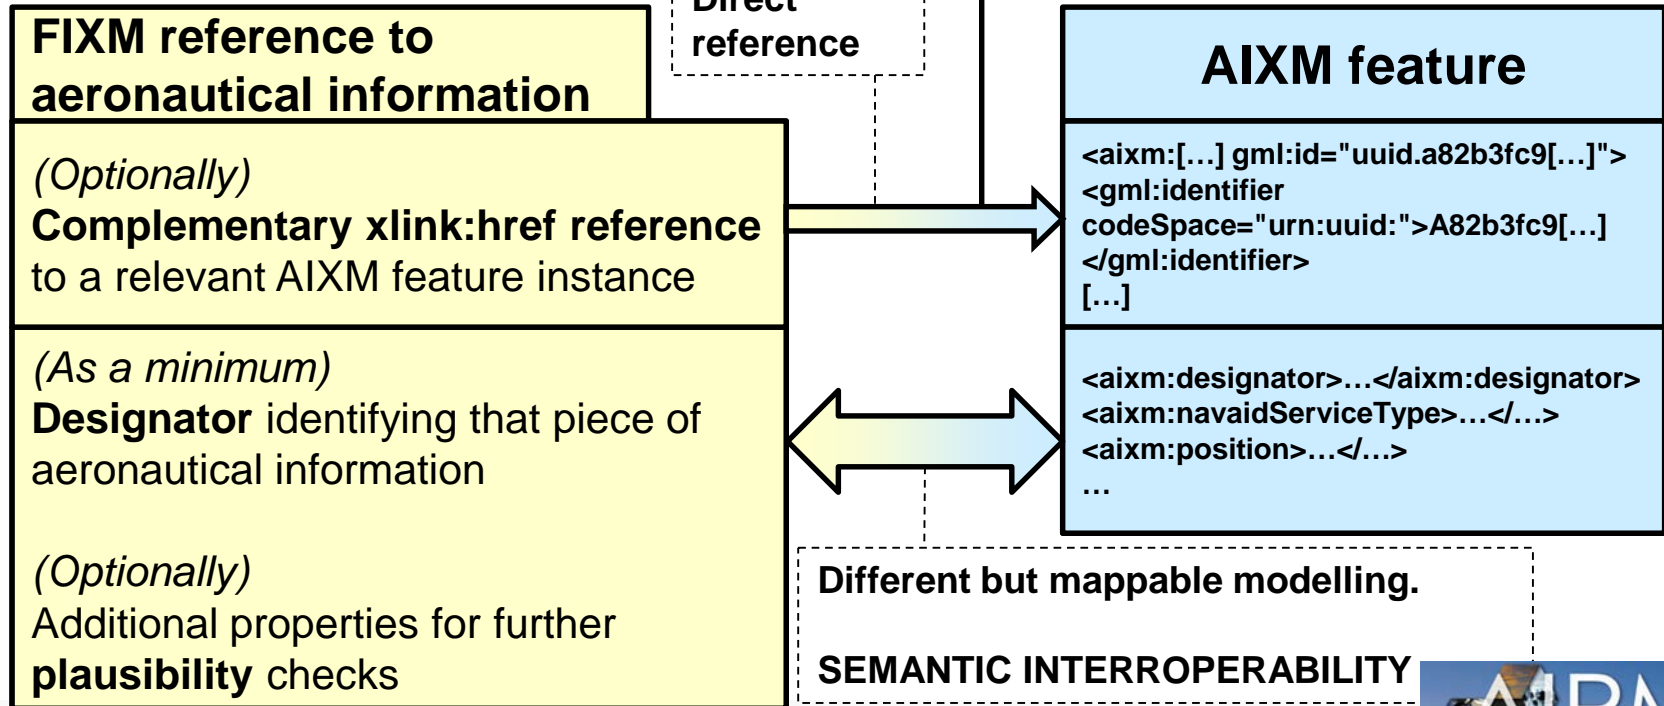 Direct
reference
FIXM reference to
aeronautical information
(Optionally)
Complementary xlink:href reference
to a relevant AIXM feature instance
(As a minimum)
Designator identifying that piece of
aeronautical information
(Optionally)
Additional properties for further
plausibility checks
AIXM feature
<aixm:[…] gml:id="uuid.a82b3fc9[…]">
<gml:identifier
codeSpace="urn:uuid:">A82b3fc9[…]
</gml:identifier>
[…]
<aixm:designator>…</aixm:designator>
<aixm:navaidServiceType>…</…>
<aixm:position>…</…>
…
Different but mappable modelling.
SEMANTIC INTERROPERABILITY